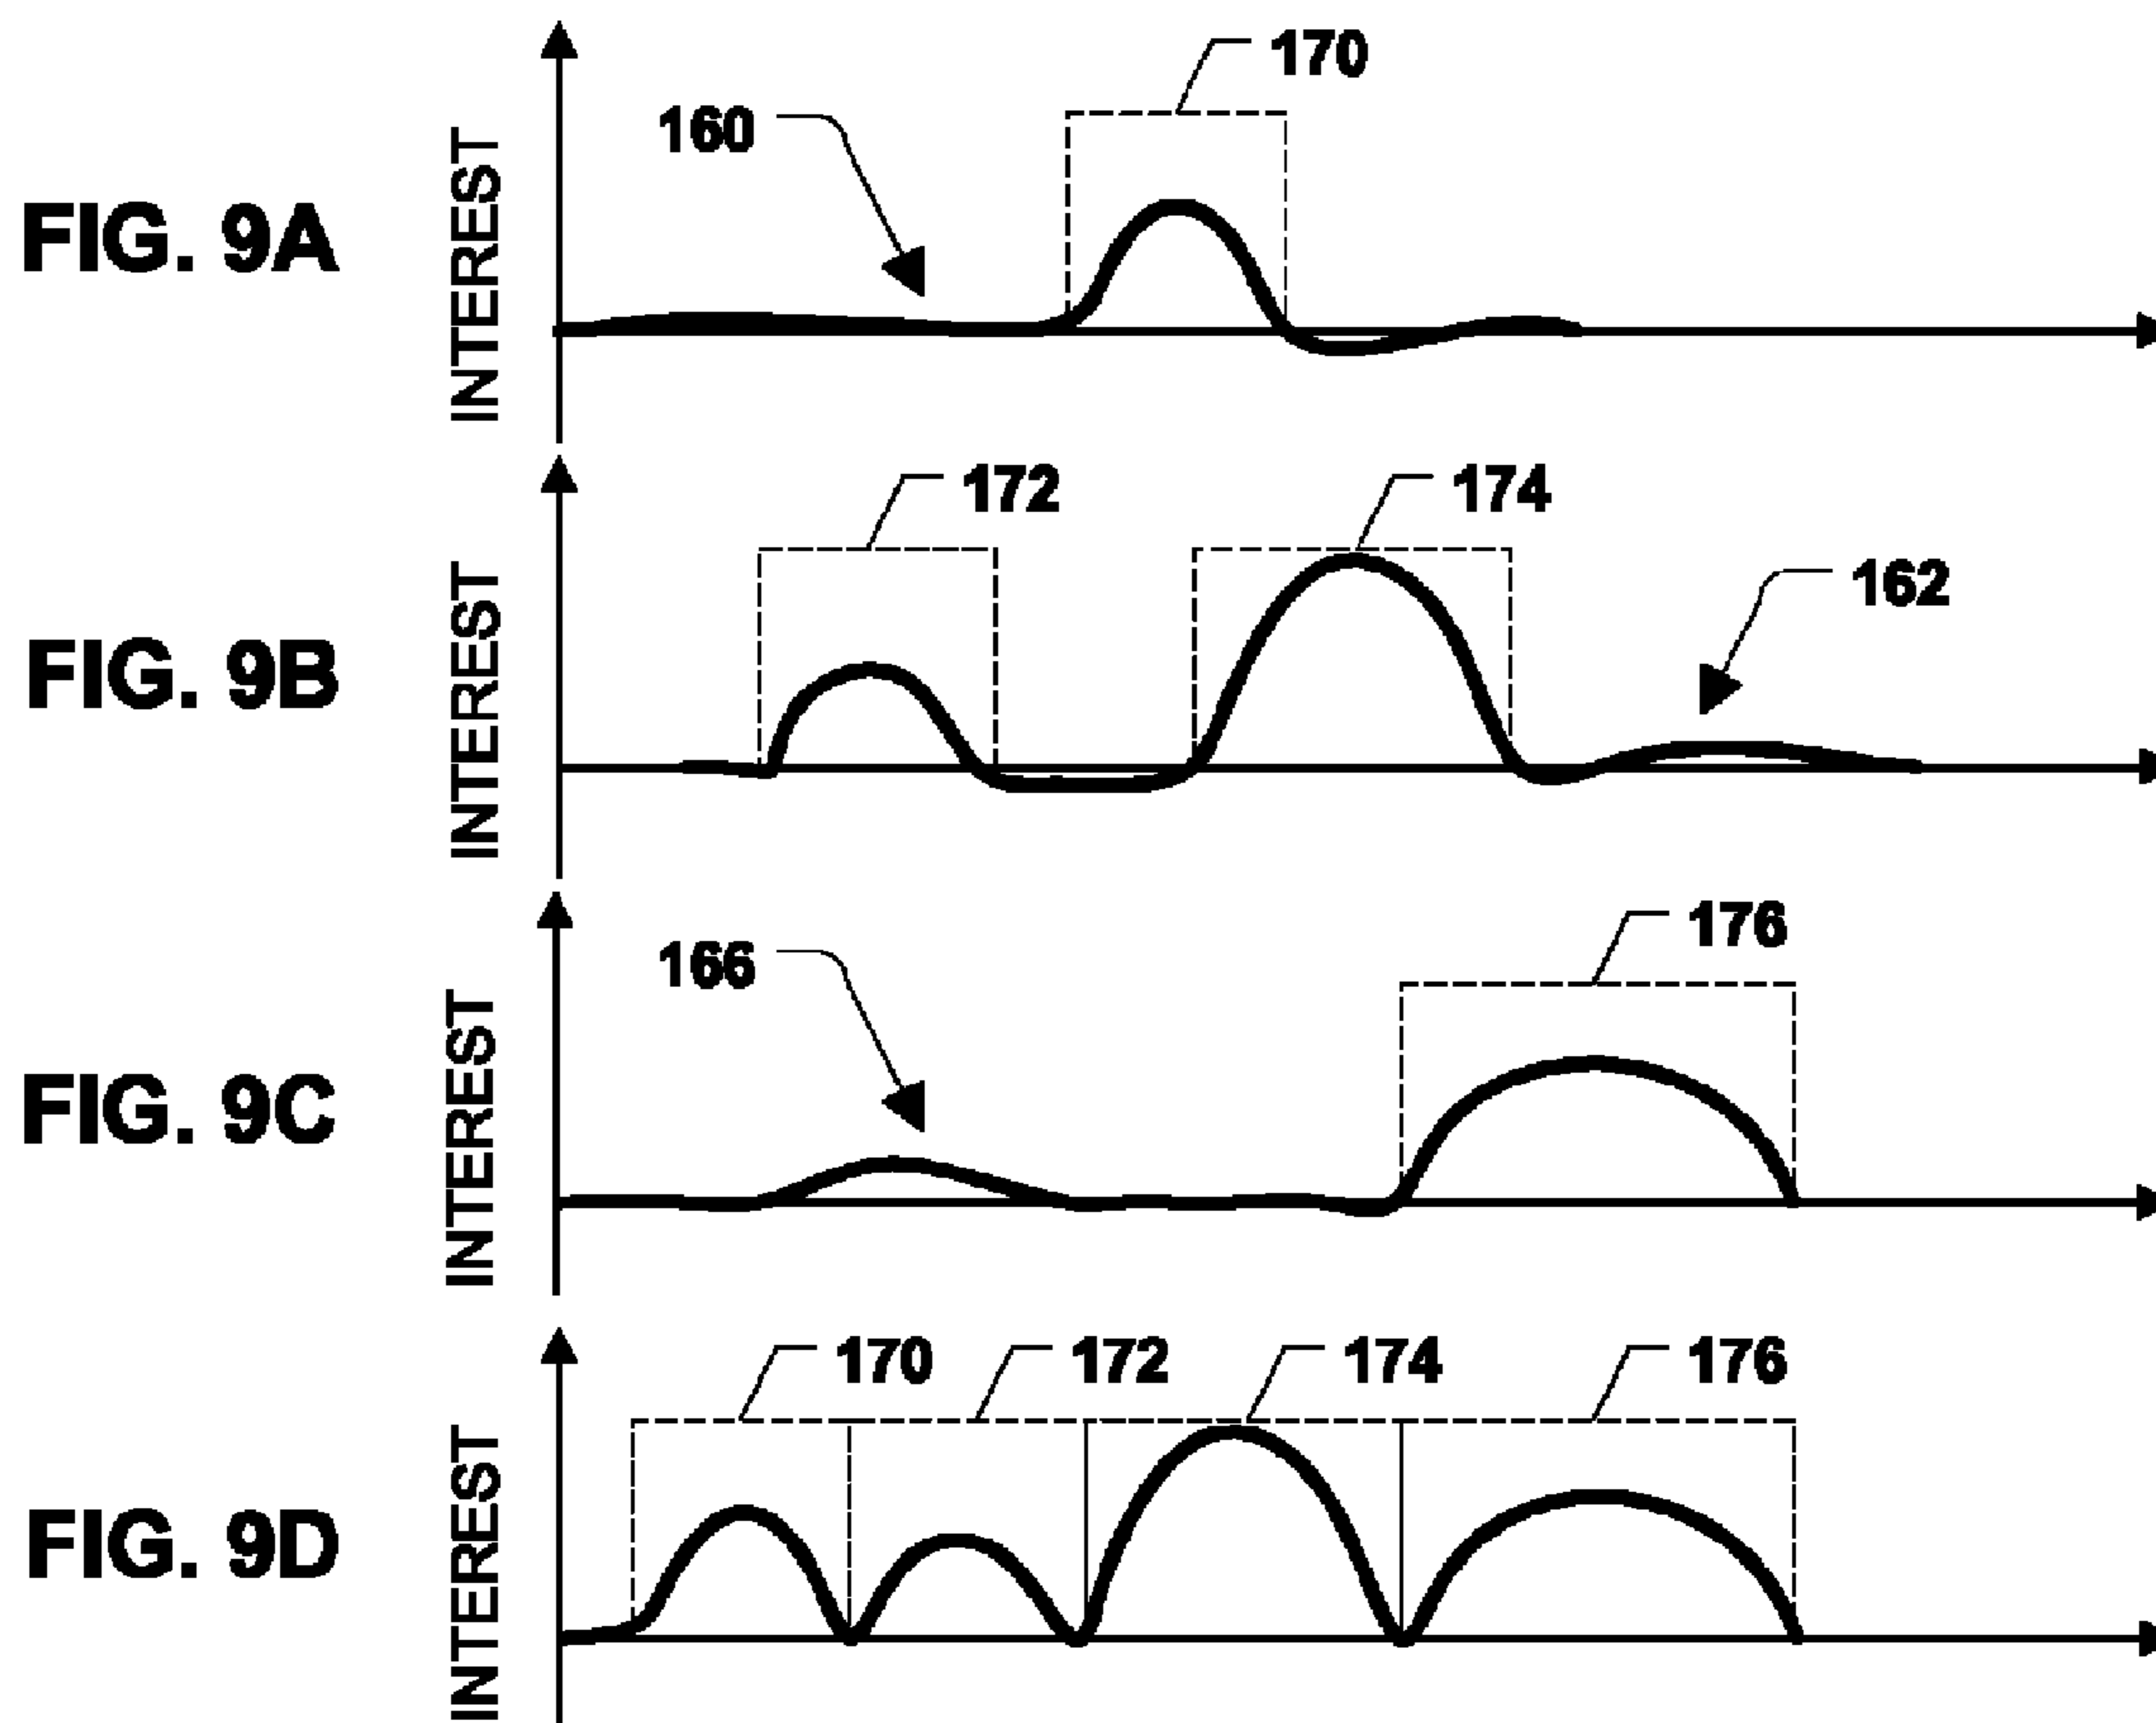 FIG. 9A
INTEREST
160
170
FIG. 9B
INTEREST
172
174
162
FIG. 9C
INTEREST
166
176
FIG. 9D
INTEREST
170
172
174
176